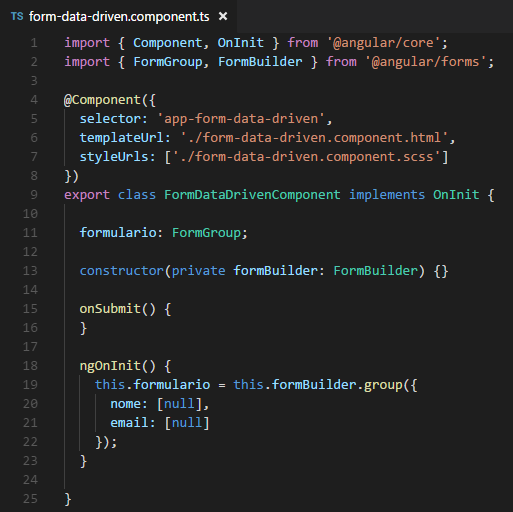 TS form-data-driven.component.ts ×
1 import { Component, OnInit } from '@angular/core';
2 import { FormGroup, FormBuilder } from '@angular/forms';
3
4 @Component({
5   selector: 'app-form-data-driven',
6   templateUrl: './form-data-driven.component.html',
7   styleUrls: ['./form-data-driven.component.scss']
8 })
9 export class FormDataDrivenComponent implements OnInit {
10
11   formulario: FormGroup;
12
13   constructor(private formBuilder: FormBuilder) {}
14
15   onSubmit() {
16   }
17
18   ngOnInit() {
19     this.formulario = this.formBuilder.group({
20       nome: [null],
21       email: [null]
22     });
23   }
24
25 }